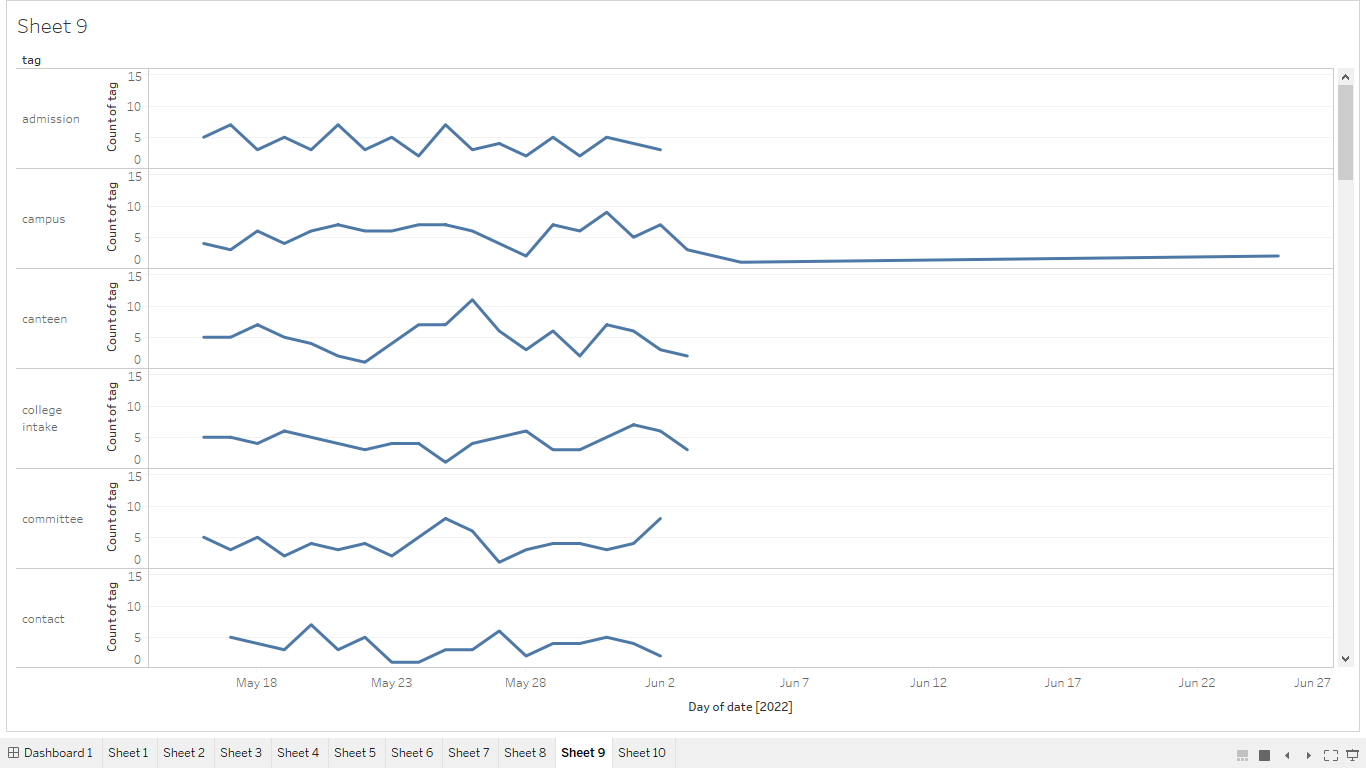 Sheet 9
tag
admission
Count of tag
15
10
5
0
campus
Count of tag
15
10
5
0
canteen
Count of tag
15
10
5
0
college
intake
Count of tag
15
10
5
0
committee
Count of tag
15
10
5
0
contact
Count of tag
15
10
5
0
May 18 May 23 May 28 Jun 2 Jun 7 Jun 12 Jun 17 Jun 22 Jun 27
Day of date [2022]
Dashboard 1 Sheet 1 Sheet 2 Sheet 3 Sheet 4 Sheet 5 Sheet 6 Sheet 7 Sheet 8 Sheet 9 Sheet 10